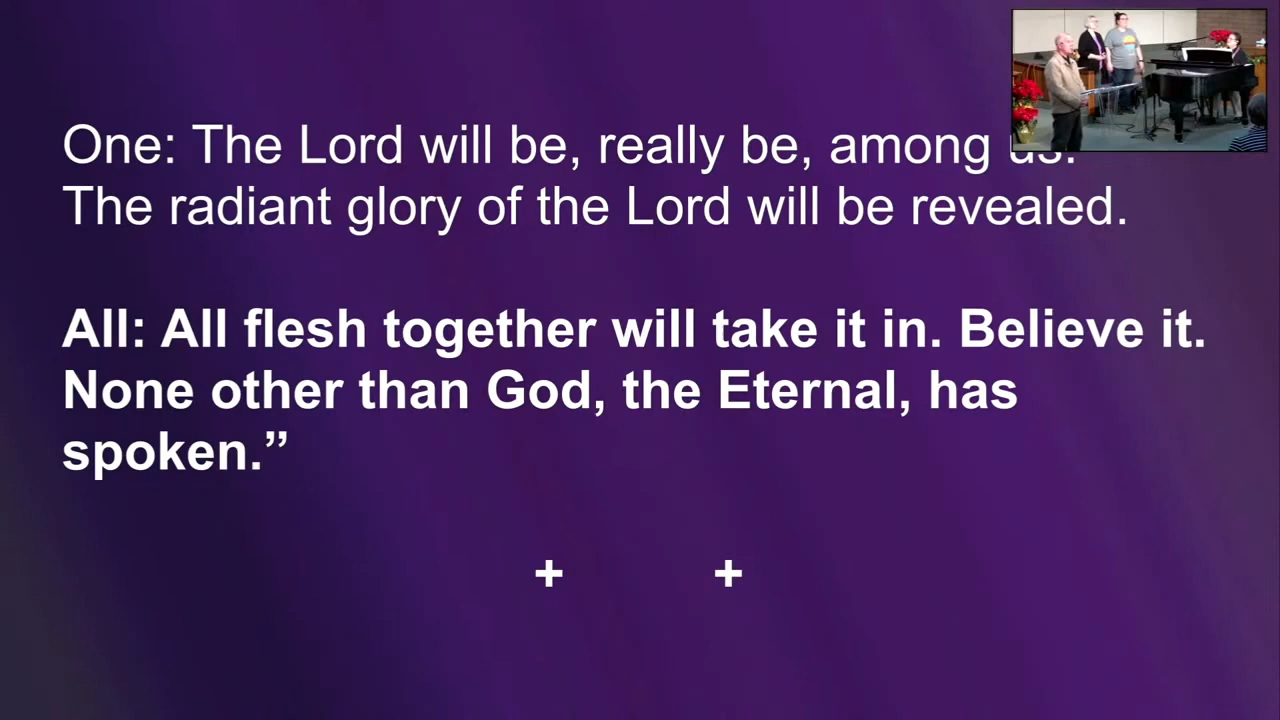 One: The Lord will be, really be, among us.
The radiant glory of the Lord will be revealed.
All: All flesh together will take it in. Believe it.
None other than God, the Eternal, has
spoken.”
+ +